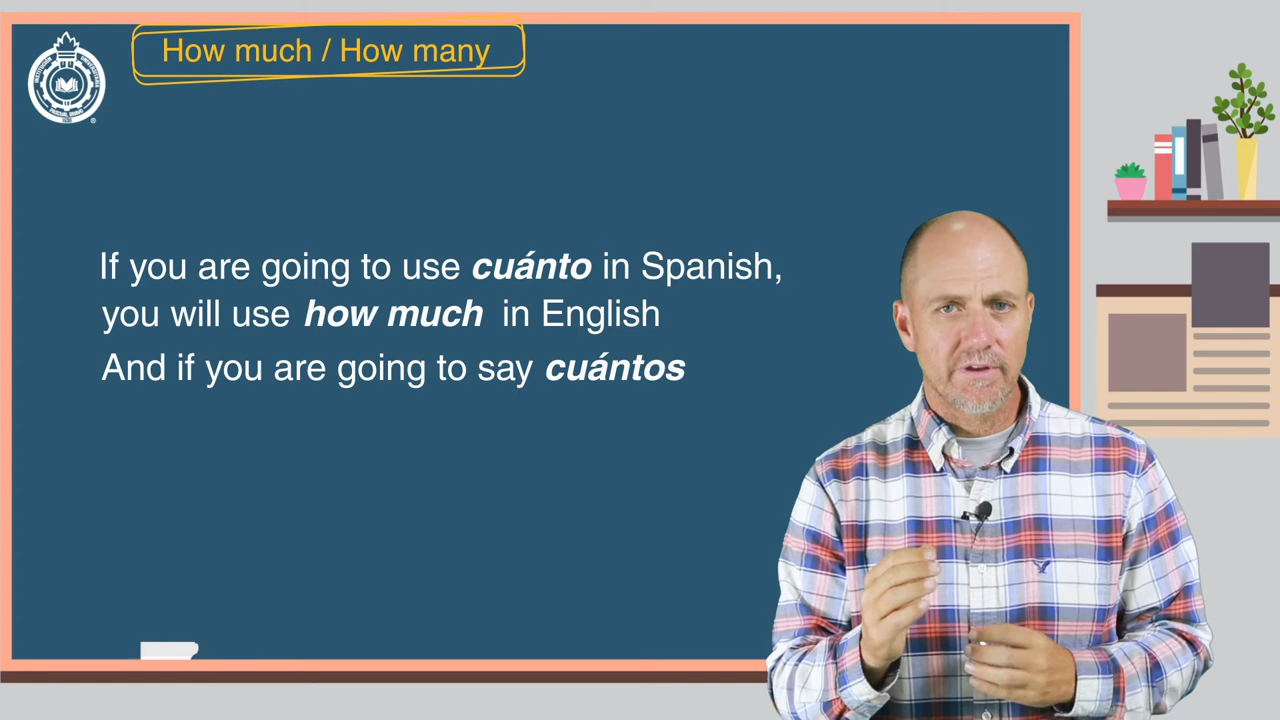 How much / How many
If you are going to use cuánto in Spanish,
you will use how much in English
And if you are going to say cuántos